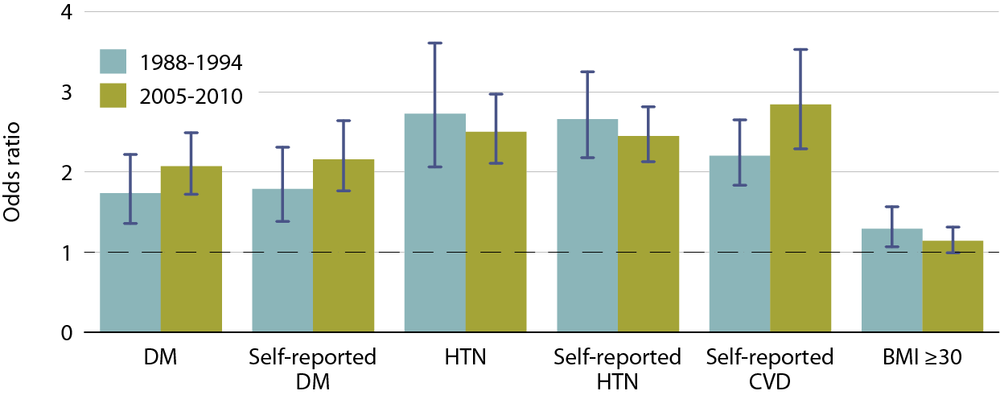 4
3
2
1
0
Odds ratio
1988-1994
2005-2010
DM
Self-reported
DM
HTN
Self-reported
HTN
Self-reported
CVD
BMI ≥30